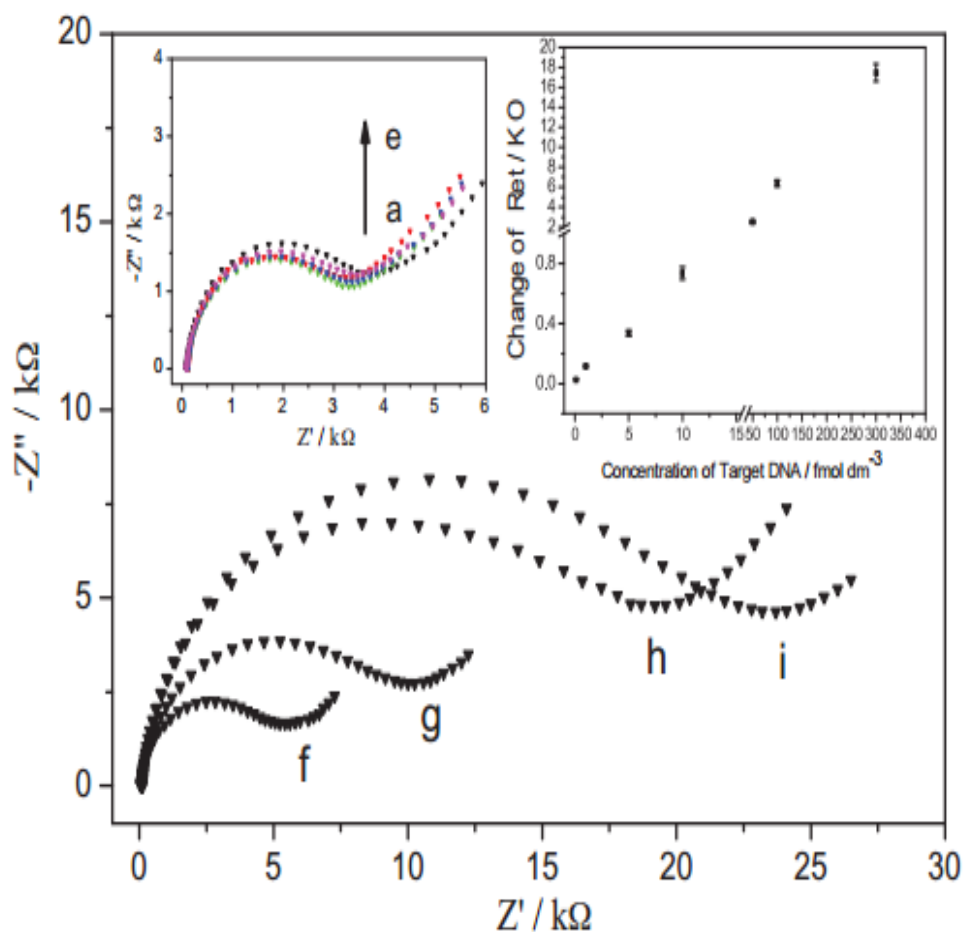 20
15
10
5
0
-Z" / kΩ
0 5 10 15 20 25 30
Z' / kΩ
f
g
h
i
4
3
2
1
0
-Z" / k Ω
0 1 2 3 4 5 6
Z' / kΩ
e
a
20
18
16
14
12
10
8
6
4
2
0.8
0.4
0.0
Change of Ret / K O
0 5 10 15 50 100 150 200 250 300 350 400
Concentration of Target DNA / fmol dm-3